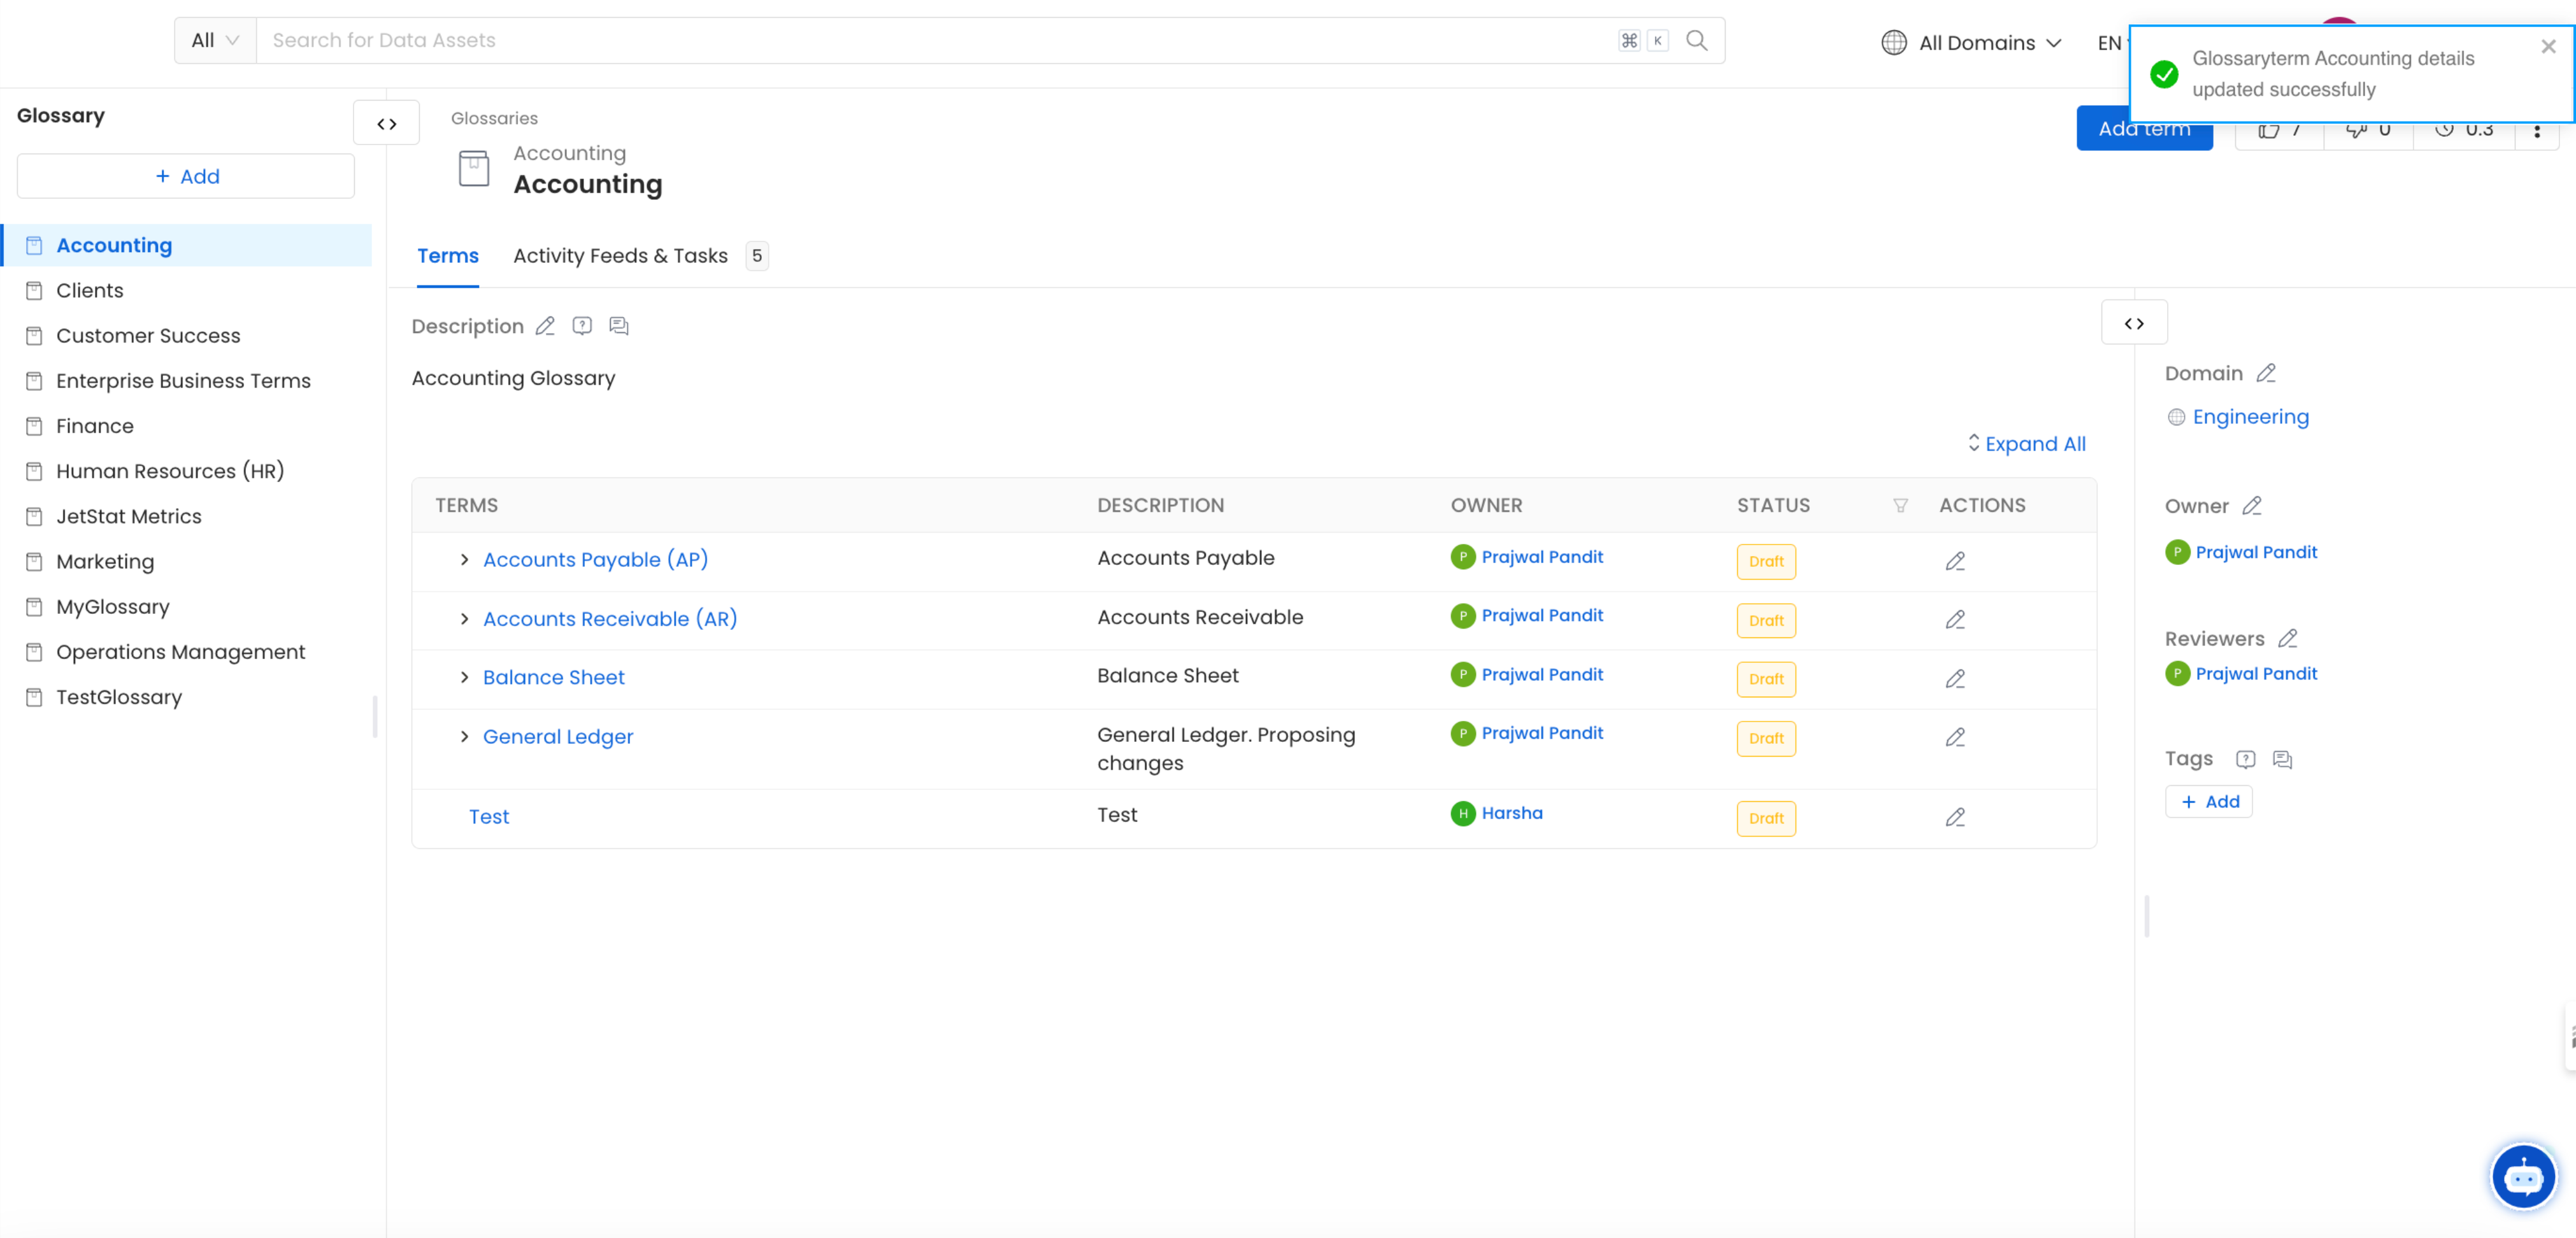 All
Search for Data Assets
⌘ K
All Domains
EN
Glossaryterm Accounting details
updated successfully
Glossary
+ Add
Accounting
Clients
Customer Success
Enterprise Business Terms
Finance
Human Resources (HR)
JetStat Metrics
Marketing
MyGlossary
Operations Management
TestGlossary
Glossaries
Accounting
Accounting
Add term
7
0
0.3
Terms
Activity Feeds & Tasks 5
Description
Accounting Glossary
Expand All
TERMS DESCRIPTION OWNER STATUS ACTIONS
Accounts Payable (AP) Accounts Payable P Prajwal Pandit Draft
Accounts Receivable (AR) Accounts Receivable P Prajwal Pandit Draft
Balance Sheet Balance Sheet P Prajwal Pandit Draft
General Ledger General Ledger. Proposing P Prajwal Pandit Draft
changes
Test Test H Harsha Draft
Domain
Engineering
Owner
P Prajwal Pandit
Reviewers
P Prajwal Pandit
Tags
+ Add